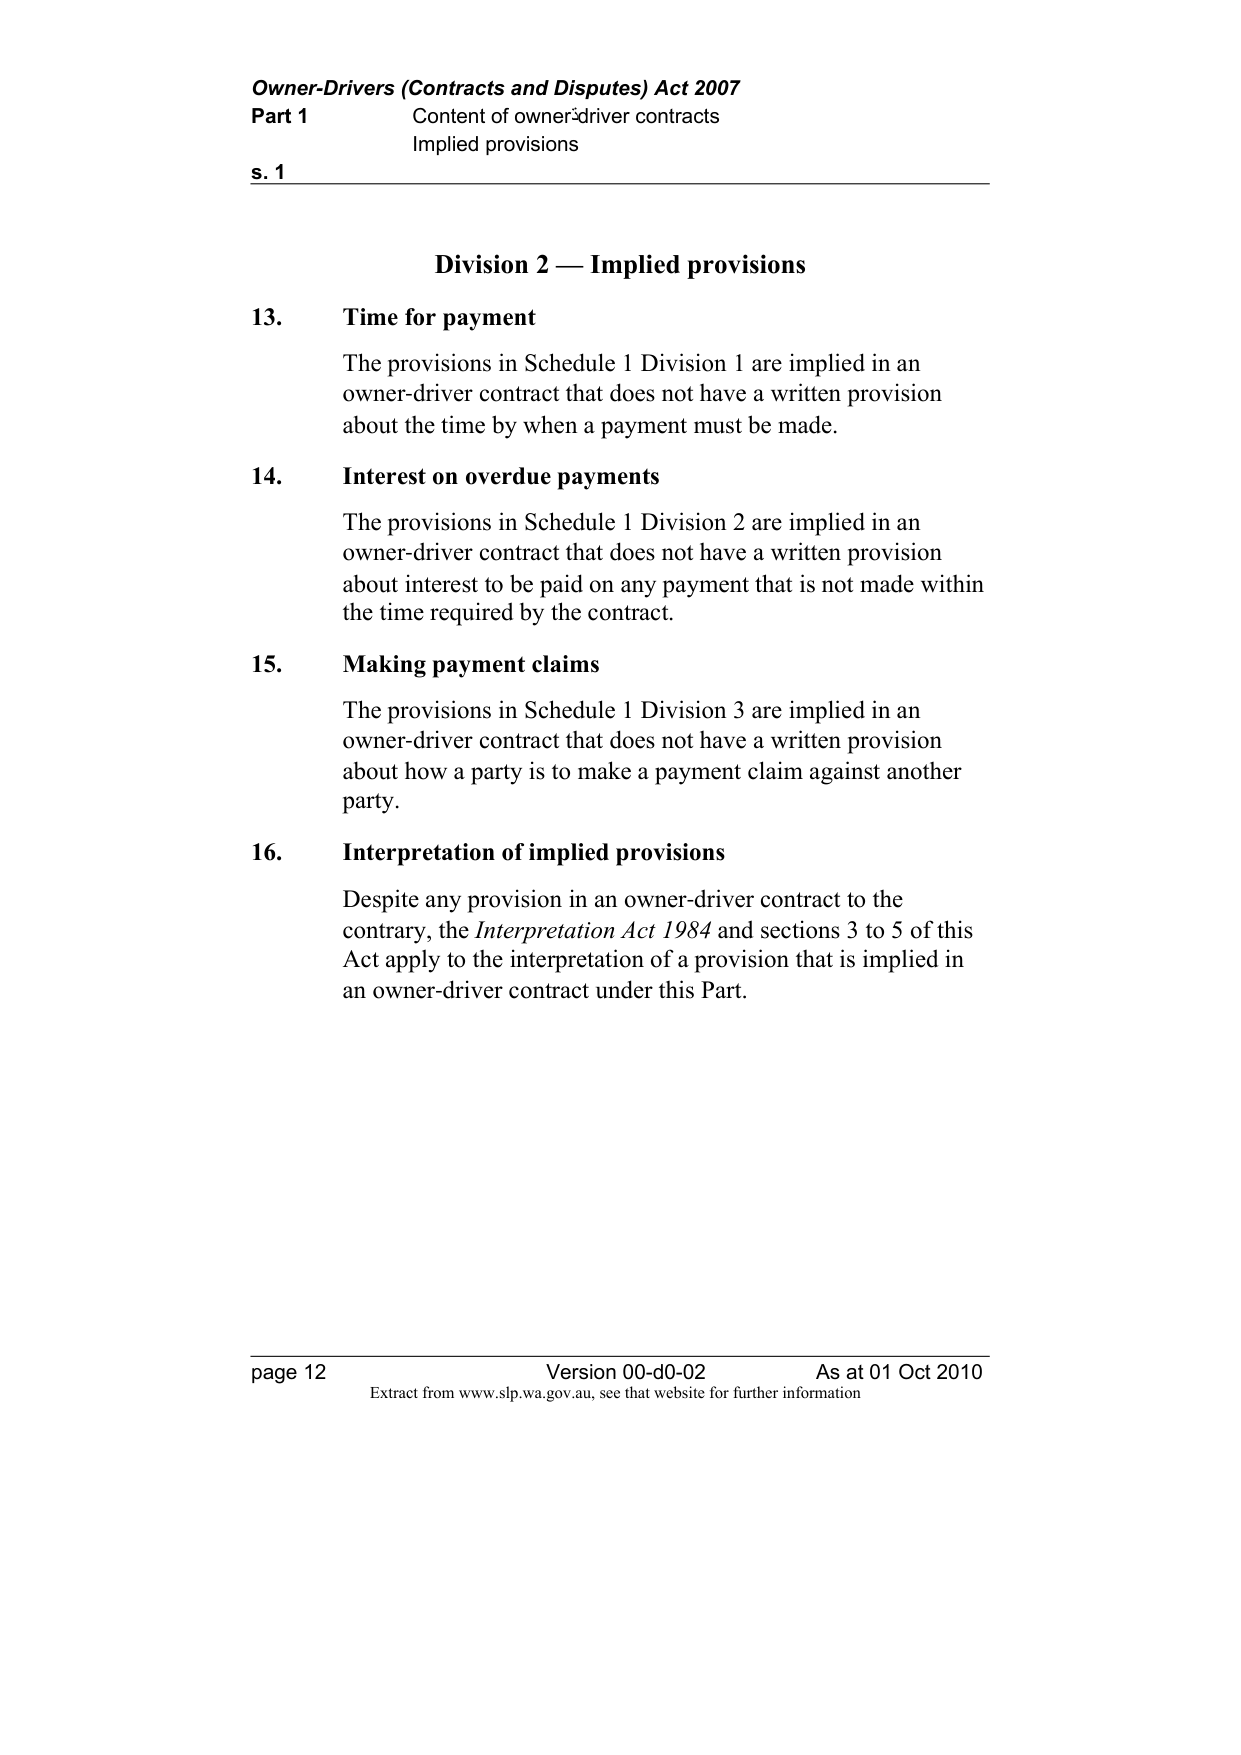 Owner-Drivers (Contracts and Disputes) Act 2007
Part 1 Content of owner-driver contracts
Implied provisions
s. 1
Division 2 — Implied provisions
13. Time for payment
The provisions in Schedule 1 Division 1 are implied in an
owner-driver contract that does not have a written provision
about the time by when a payment must be made.
14. Interest on overdue payments
The provisions in Schedule 1 Division 2 are implied in an
owner-driver contract that does not have a written provision
about interest to be paid on any payment that is not made within
the time required by the contract.
15. Making payment claims
The provisions in Schedule 1 Division 3 are implied in an
owner-driver contract that does not have a written provision
about how a party is to make a payment claim against another
party.
16. Interpretation of implied provisions
Despite any provision in an owner-driver contract to the
contrary, the Interpretation Act 1984 and sections 3 to 5 of this
Act apply to the interpretation of a provision that is implied in
an owner-driver contract under this Part.
page 12 Version 00-d0-02 As at 01 Oct 2010
Extract from www.slp.wa.gov.au, see that website for further information